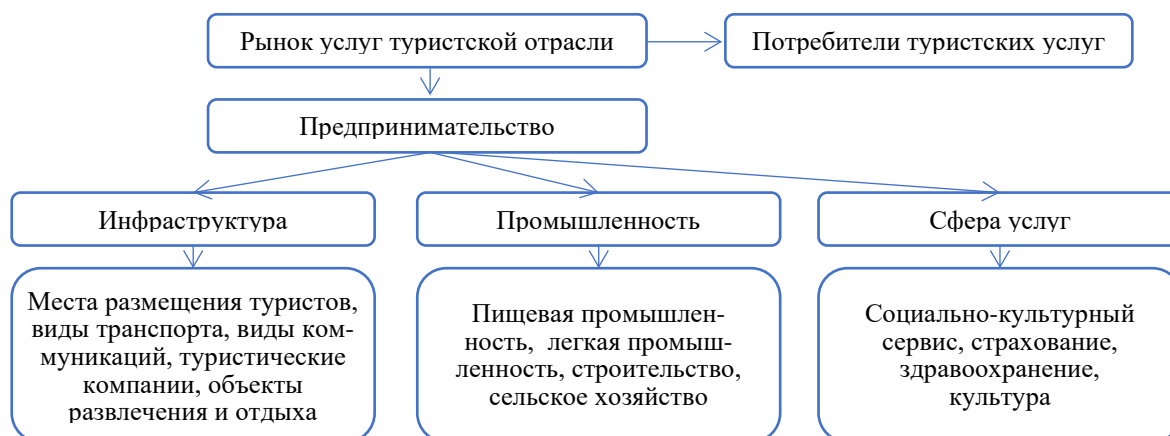 Рынок услуг туристской отрасли
Потребители туристских услуг
Предпринимательство
Инфраструктура
Промышленность
Сфера услуг
Места размещения туристов,
виды транспорта, виды ком-
муникаций, туристические
компании, объекты
развлечения и отдыха
Пищевая промышлен-
ность, легкая промыш-
ленность, строительство,
сельское хозяйство
Социально-культурный
сервис, страхование,
здравоохранение,
культура